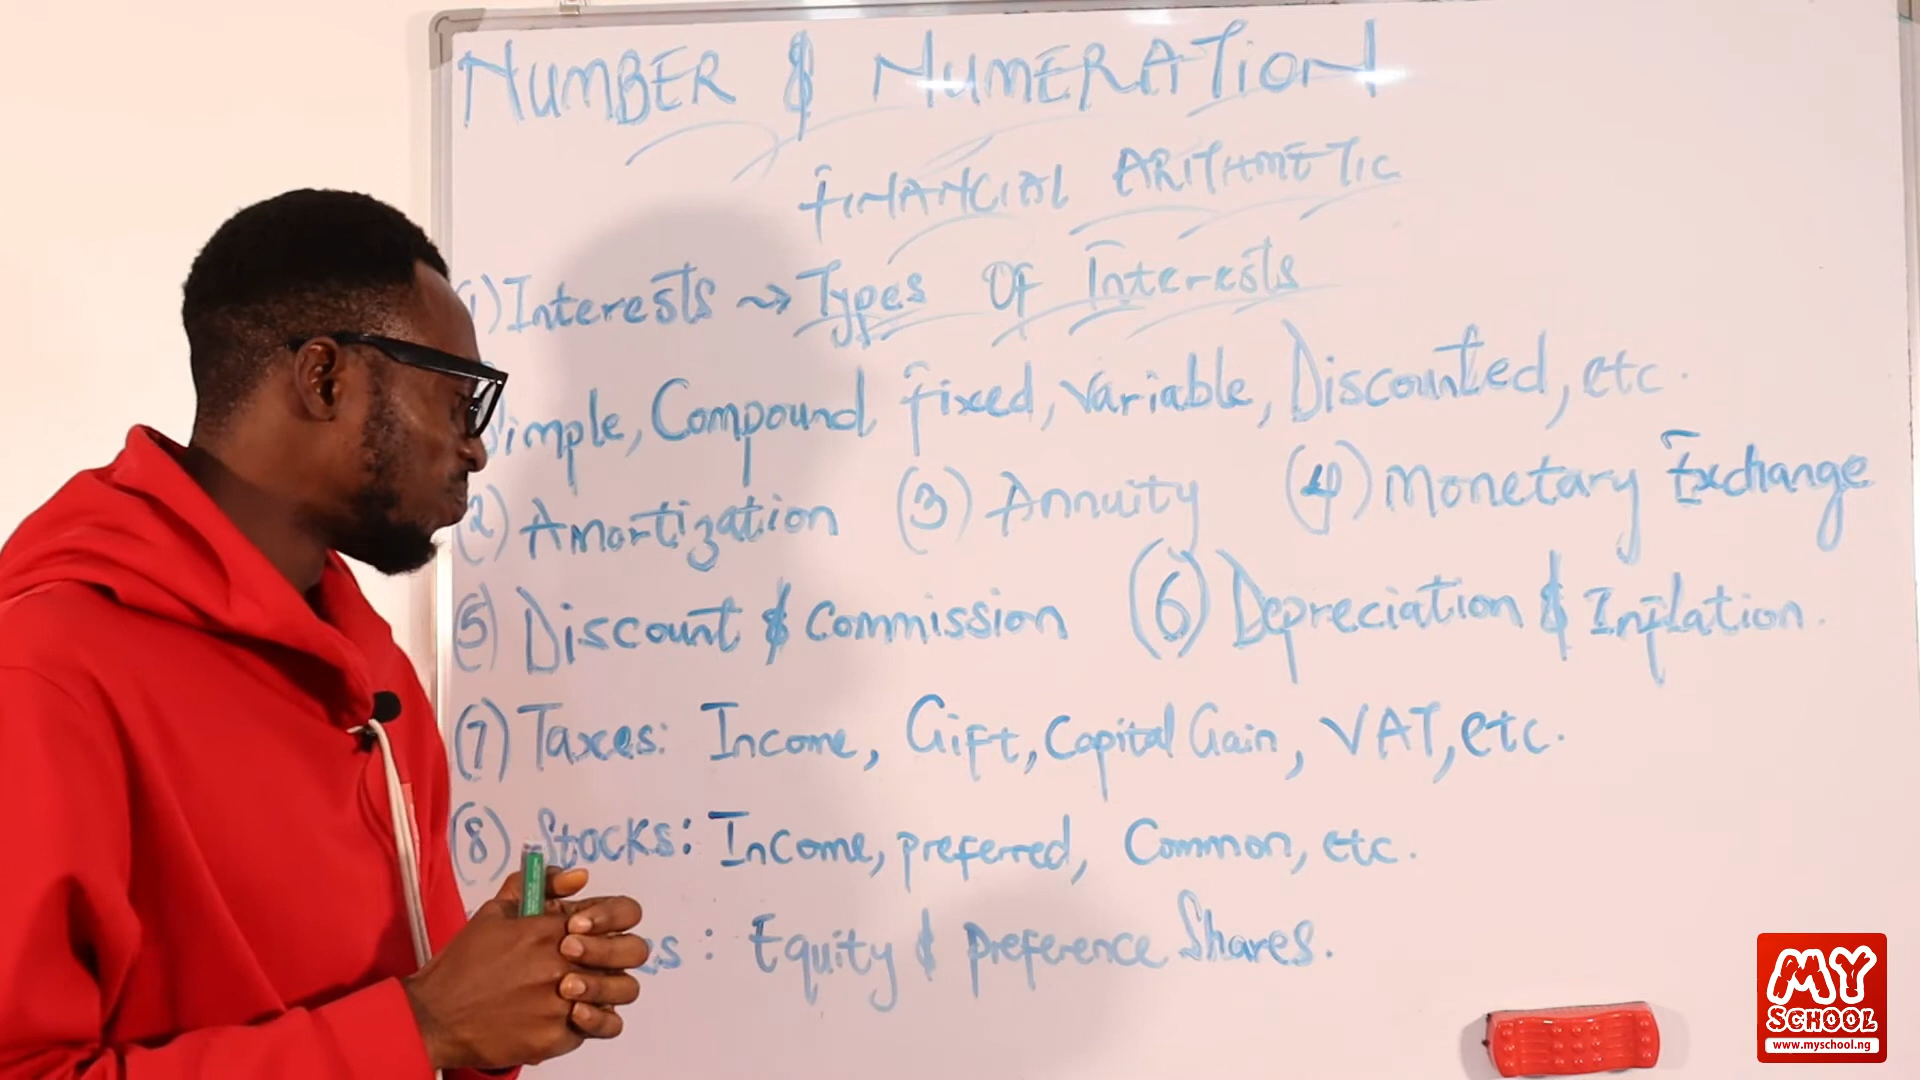 NUMBER & NUMERATION
FINANCIAL ARITHMETIC
(1) Interests → Types Of Interests
Simple, Compound Fixed, Variable, Discounted, etc.
(2) Amortization (3) Annuity (4) Monetary Exchange
(5) Discount & Commission (6) Depreciation & Inflation.
(7) Taxes: Income, Gift, Capital Gain, VAT, etc.
(8) Stocks: Income, preferred, Common, etc.
: Equity & preference Shares.
MY
SCHOOL
www.myschool.ng